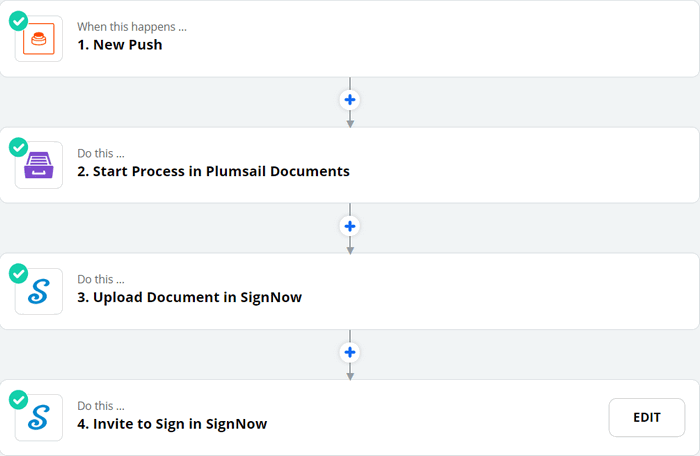 When this happens ...
1. New Push
Do this ...
2. Start Process in Plumsail Documents
Do this ...
3. Upload Document in SignNow
Do this ...
4. Invite to Sign in SignNow
EDIT